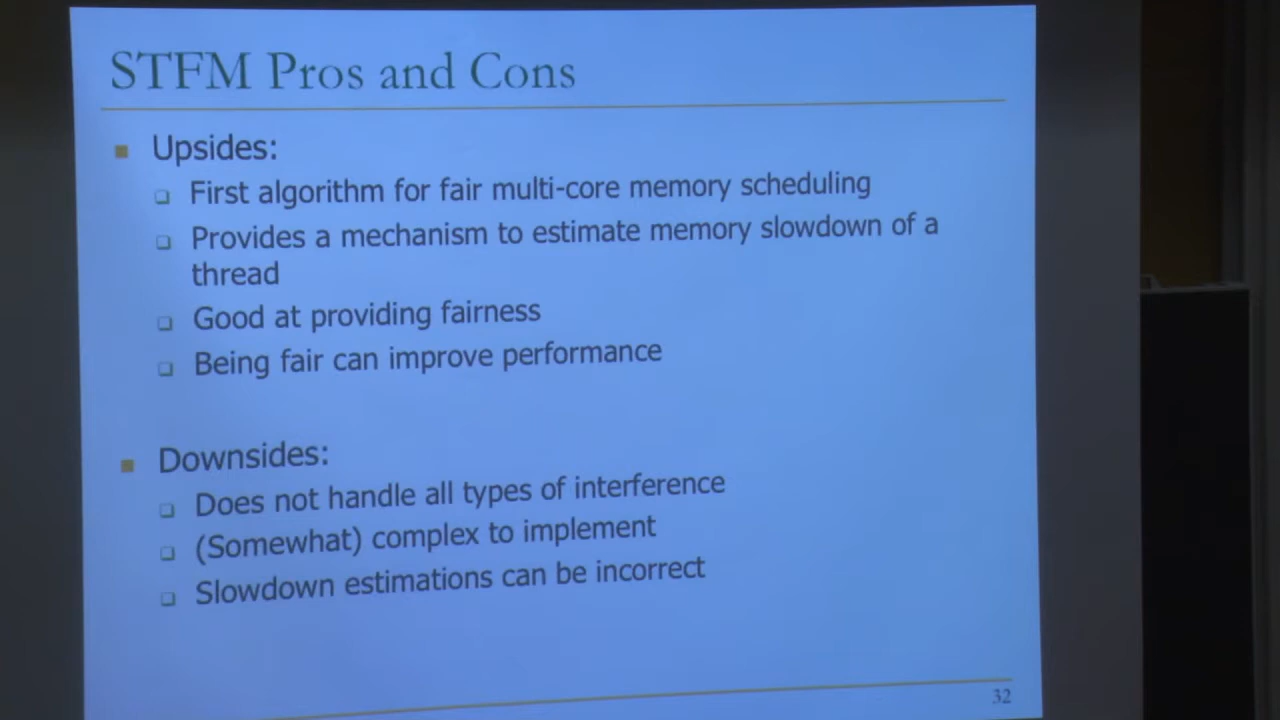 STFM Pros and Cons
Upsides:
First algorithm for fair multi-core memory scheduling
Provides a mechanism to estimate memory slowdown of a
thread
Good at providing fairness
Being fair can improve performance
Downsides:
Does not handle all types of interference
(Somewhat) complex to implement
Slowdown estimations can be incorrect
32